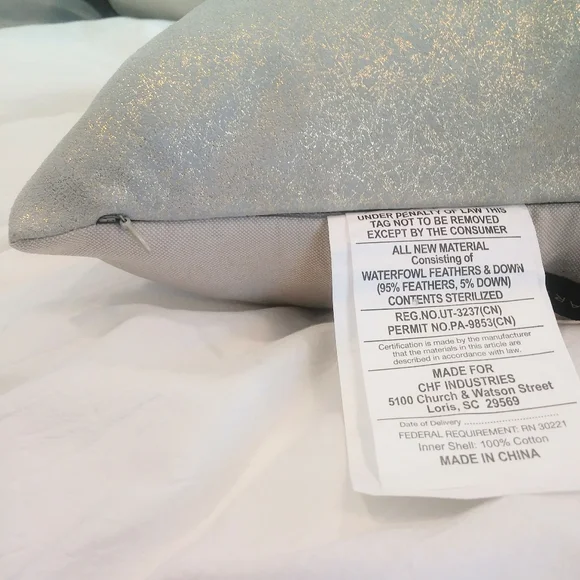 UNDER PENALTY OF LAW THIS
TAG NOT TO BE REMOVED
EXCEPT BY THE CONSUMER
ALL NEW MATERIAL
Consisting of
WATERFOWL FEATHERS & DOWN
(95% FEATHERS, 5% DOWN)
CONTENTS STERILIZED
REG.NO.UT-3237(CN)
PERMIT NO.PA-9853(CN)
Certification is made by the manufacturer
that the materials in this article are
described in accordance with law.
MADE FOR
CHF INDUSTRIES
5100 Church & Watson Street
Loris, SC 29569
Date of Delivery ..............................
FEDERAL REQUIREMENT: RN 30221
Inner Shell: 100% Cotton
MADE IN CHINA